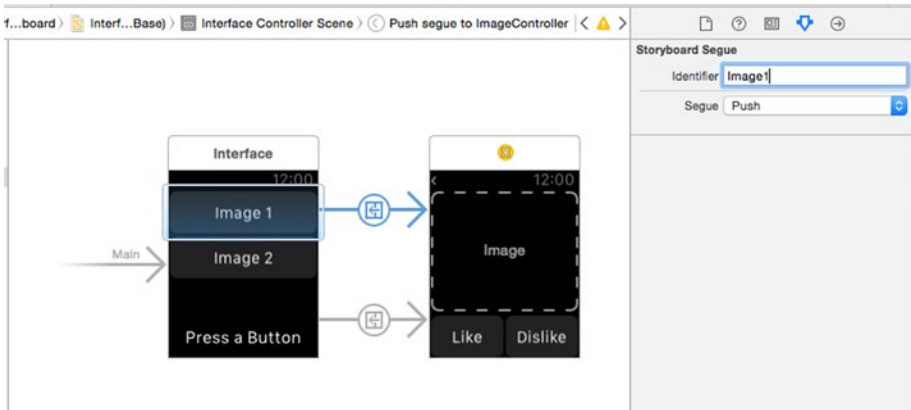 f...board) Interf...Base) Interface Controller Scene Push segue to ImageController
Storyboard Segue
Identifier Image1
Segue Push
Interface
12:00
12:00
Image 1
Image
Main
Image 2
Press a Button
Like Dislike